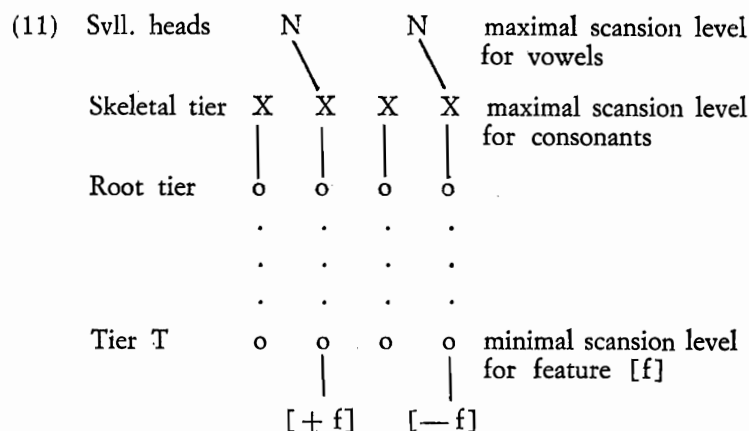 (11) Svll. heads N N maximal scansion level
for vowels
Skeletal tier X X X X maximal scansion level
for consonants
Root tier o o o o
. . . .
. . . .
. . . .
Tier T o o o o minimal scansion level
for feature [f]
[+ f] [— f]